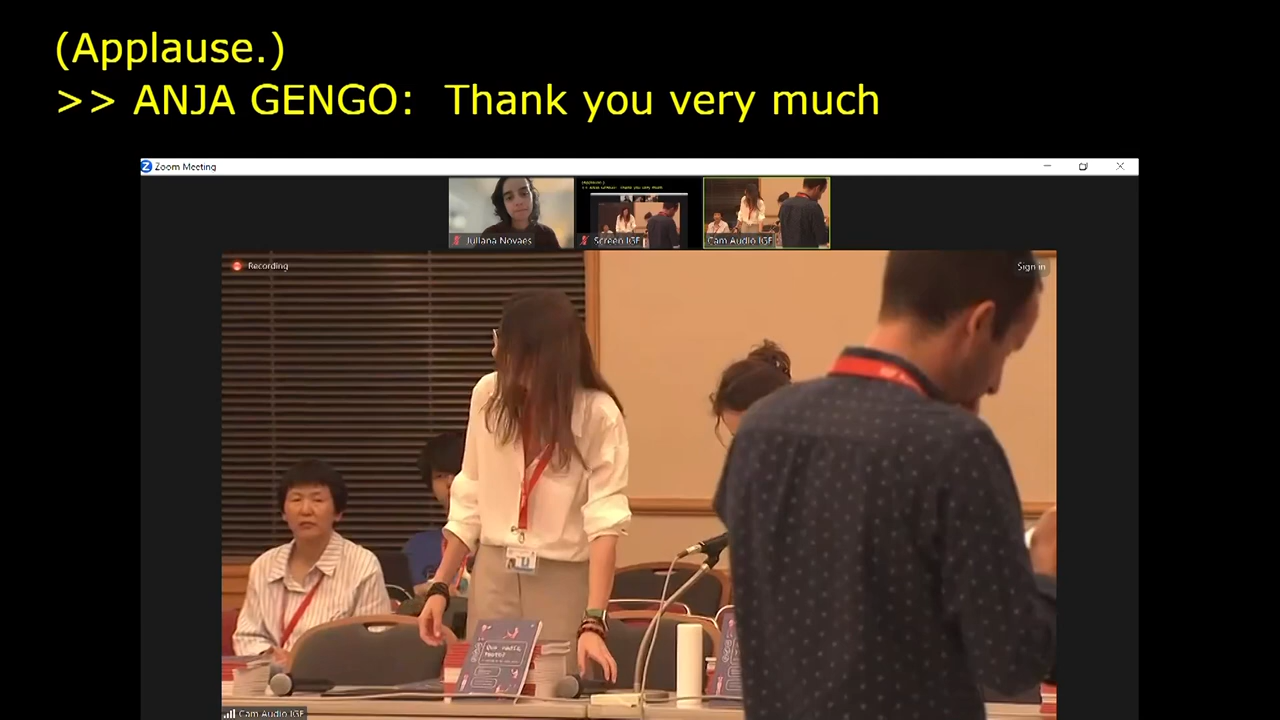 (Applause.)
>> ANJA GENGO:  Thank you very much
Zoom Meeting
Juliana Novaes
Screen IGF
Cam Audio IGF
Recording
Sign in
Cam Audio IGF